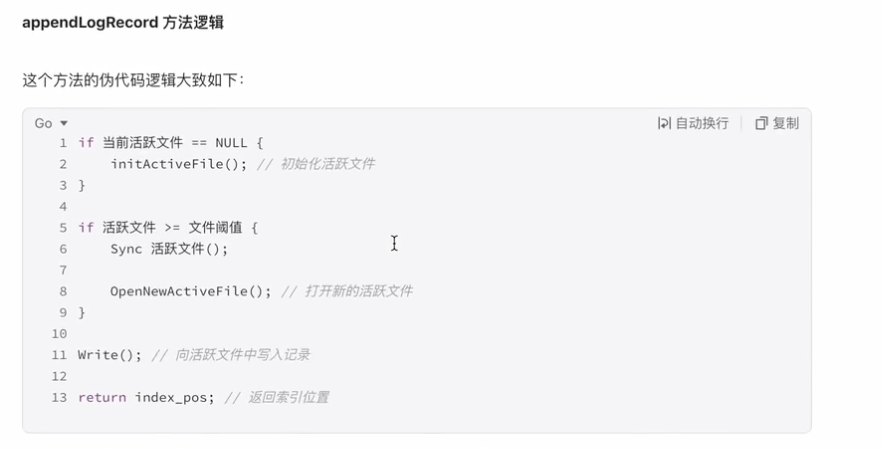 appendLogRecord 方法逻辑
这个方法的伪代码逻辑大致如下：
Go 自动换行 复制
1 if 当前活跃文件 == NULL {
2     initActiveFile(); // 初始化活跃文件
3 }
4
5 if 活跃文件 >= 文件阈值 {
6     Sync 活跃文件();
7
8     OpenNewActiveFile(); // 打开新的活跃文件
9 }
10
11 Write(); // 向活跃文件中写入记录
12
13 return index_pos; // 返回索引位置